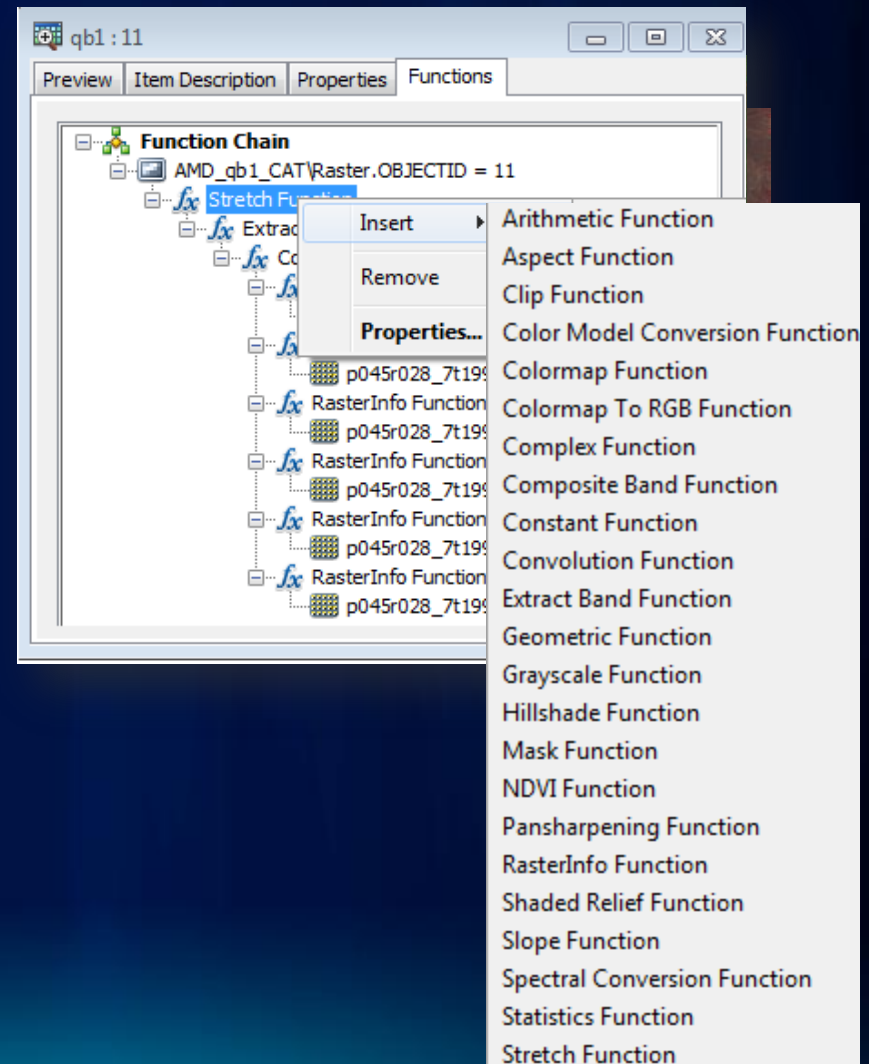 qb1 : 11
Preview Item Description Properties Functions
Function Chain
AMD_qb1_CAT\Raster.OBJECTID = 11
Stretch
Insert
Remove
Properties...
RasterInfo Function
RasterInfo Function
RasterInfo Function
RasterInfo Function
Arithmetic Function
Aspect Function
Clip Function
Color Model Conversion Function
Colormap Function
Colormap To RGB Function
Complex Function
Composite Band Function
Constant Function
Convolution Function
Extract Band Function
Geometric Function
Grayscale Function
Hillshade Function
Mask Function
NDVI Function
Pansharpening Function
RasterInfo Function
Shaded Relief Function
Slope Function
Spectral Conversion Function
Statistics Function
Stretch Function